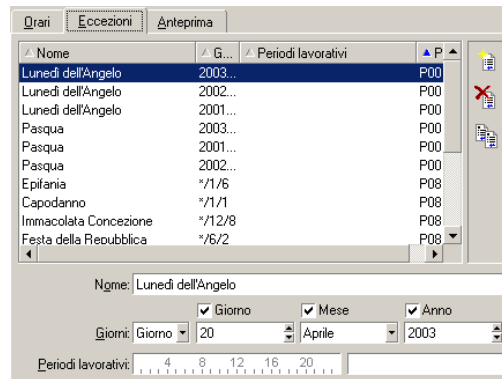 Orari Eccezioni Anteprima
Nome G... Periodi lavorativi P
Lunedì dell'Angelo 2003... P00
Lunedì dell'Angelo 2002... P00
Lunedì dell'Angelo 2001... P00
Pasqua 2003... P00
Pasqua 2001... P00
Pasqua 2002... P00
Epifania */1/6 P08
Capodanno */1/1 P08
Immacolata Concezione */12/8 P08
Festa della Repubblica */6/2 P08
Nome: Lunedì dell'Angelo
Giorno Mese Anno
Giorni: Giorno 20 Aprile 2003
Periodi lavorativi: 4 8 12 16 20